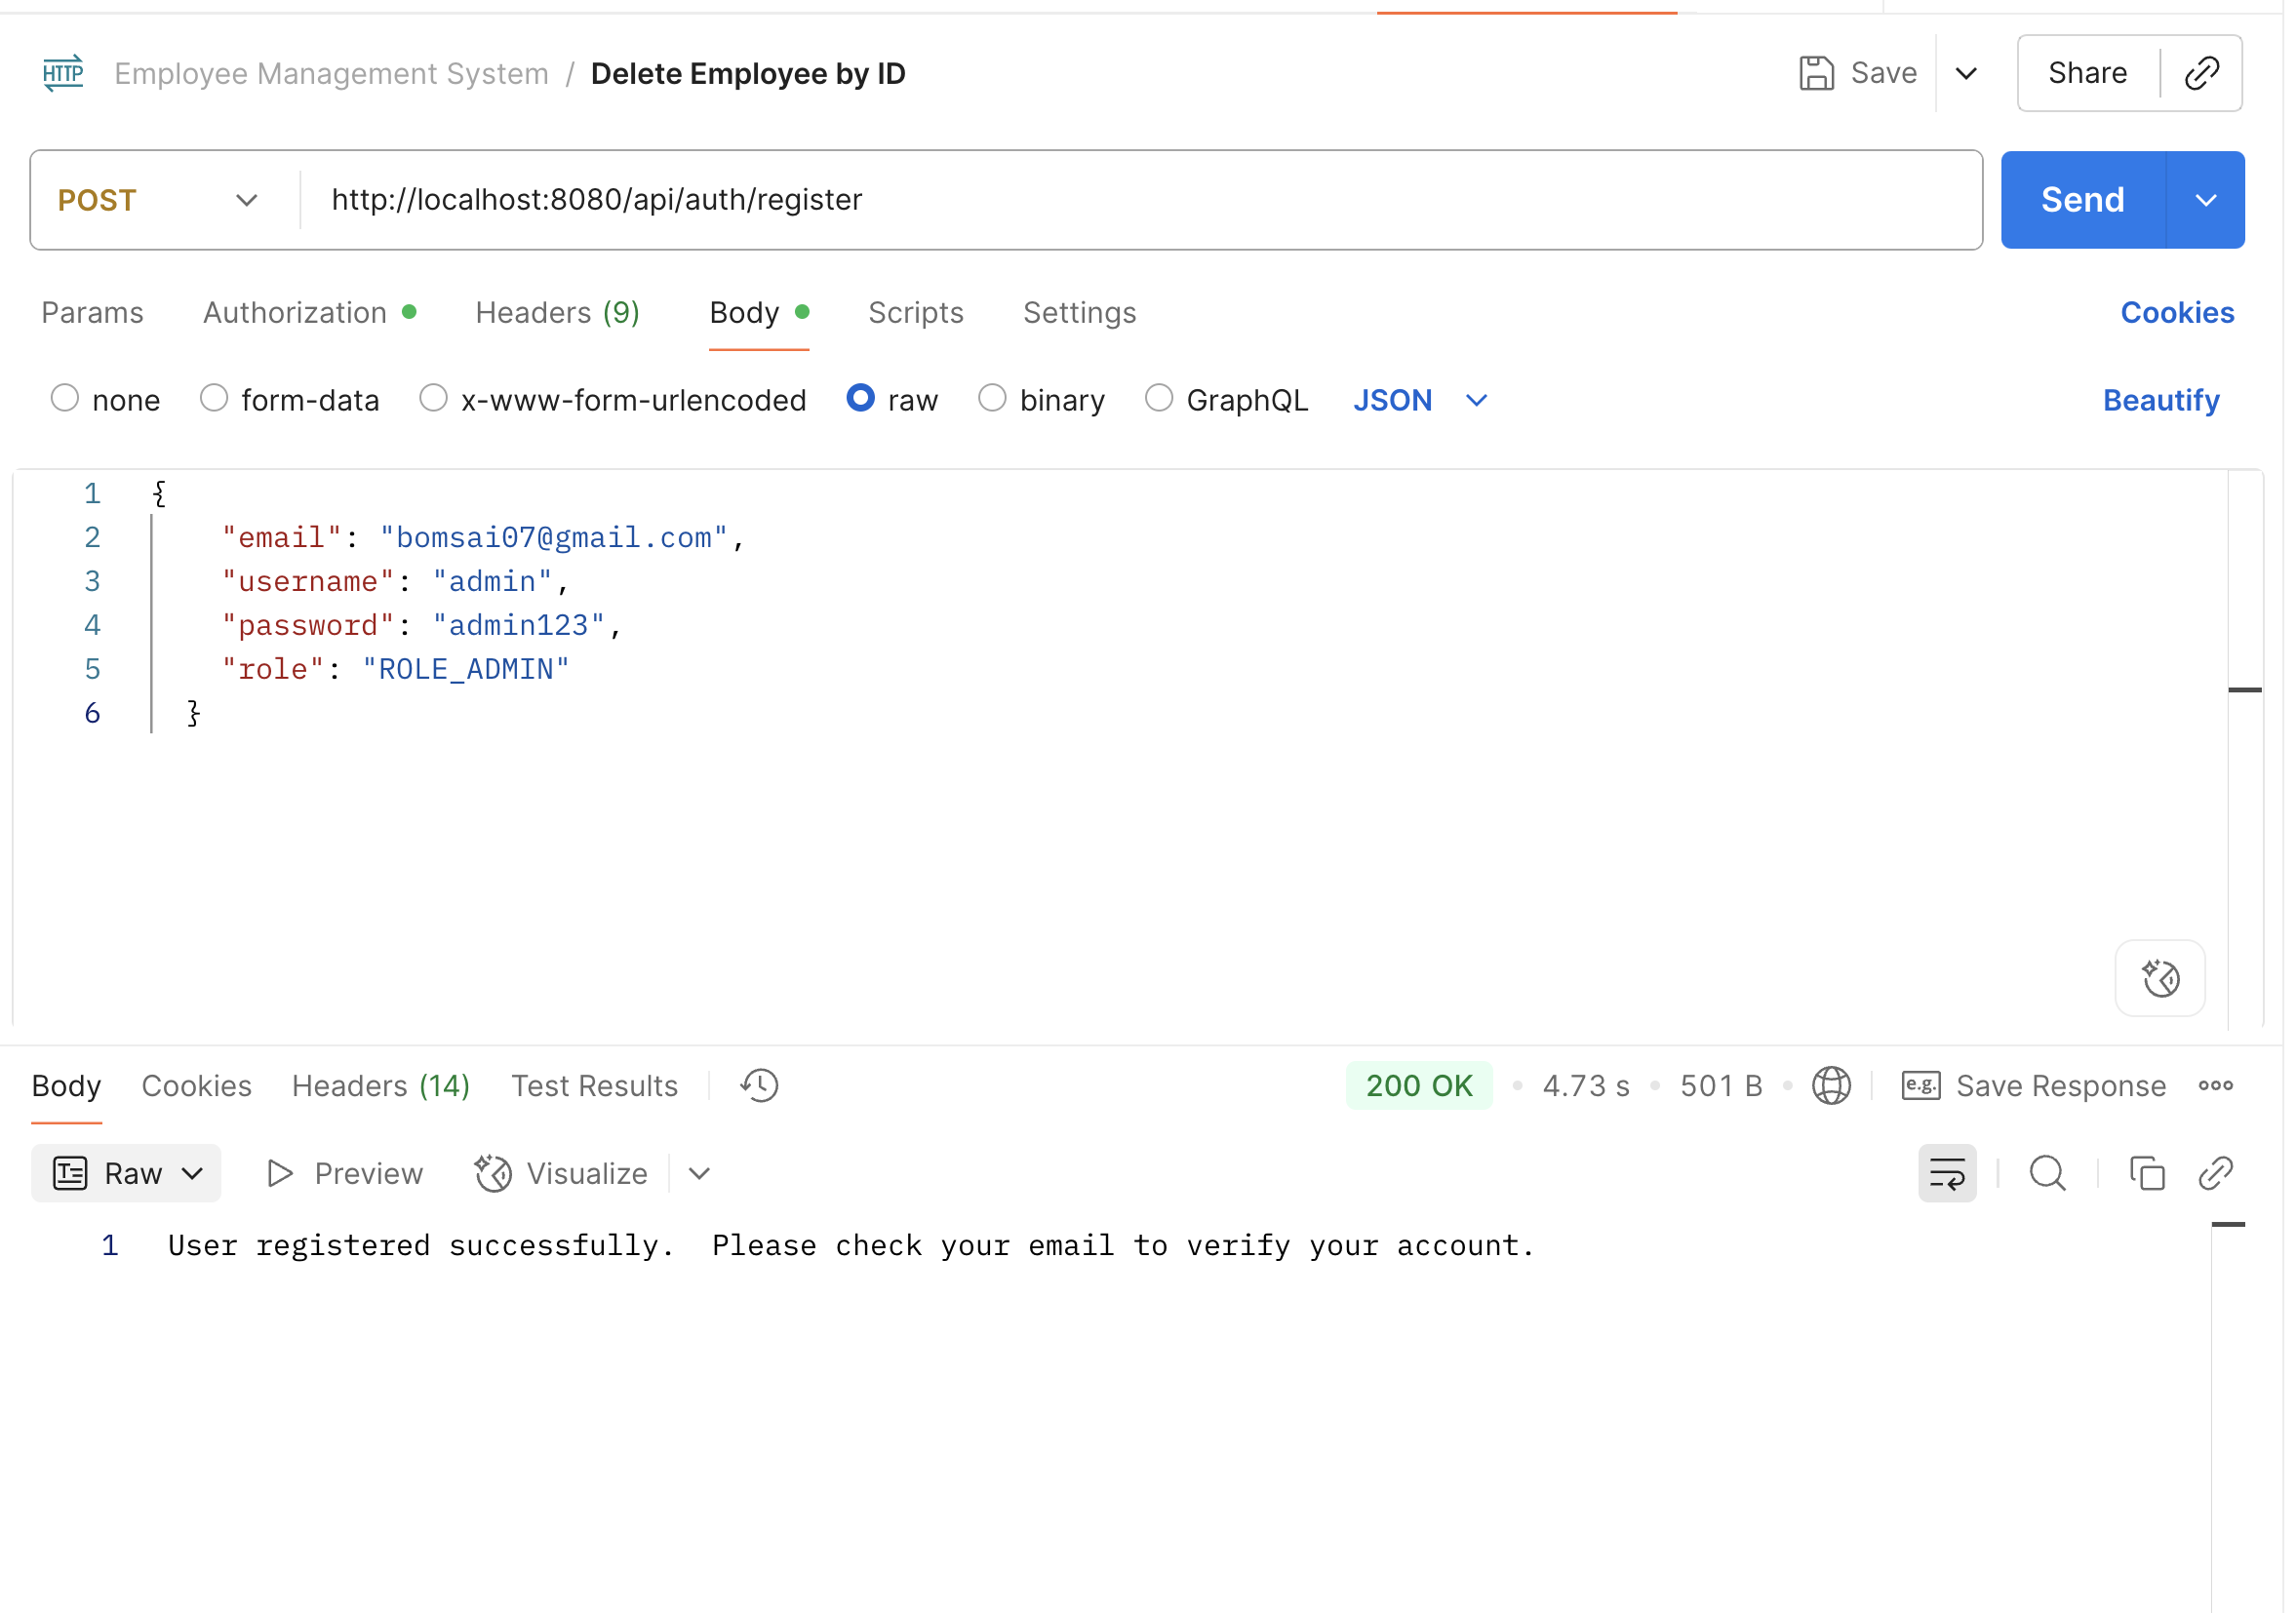 HTTP Employee Management System / Delete Employee by ID Save Share
POST http://localhost:8080/api/auth/register Send
Params Authorization Headers (9) Body Scripts Settings Cookies
none form-data x-www-form-urlencoded raw binary GraphQL JSON Beautify
1 {
2 "email": "bomsai07@gmail.com",
3 "username": "admin",
4 "password": "admin123",
5 "role": "ROLE_ADMIN"
6 }
Body Cookies Headers (14) Test Results 200 OK • 4.73 s • 501 B • e.g. Save Response
Raw Preview Visualize
1 User registered successfully.  Please check your email to verify your account.